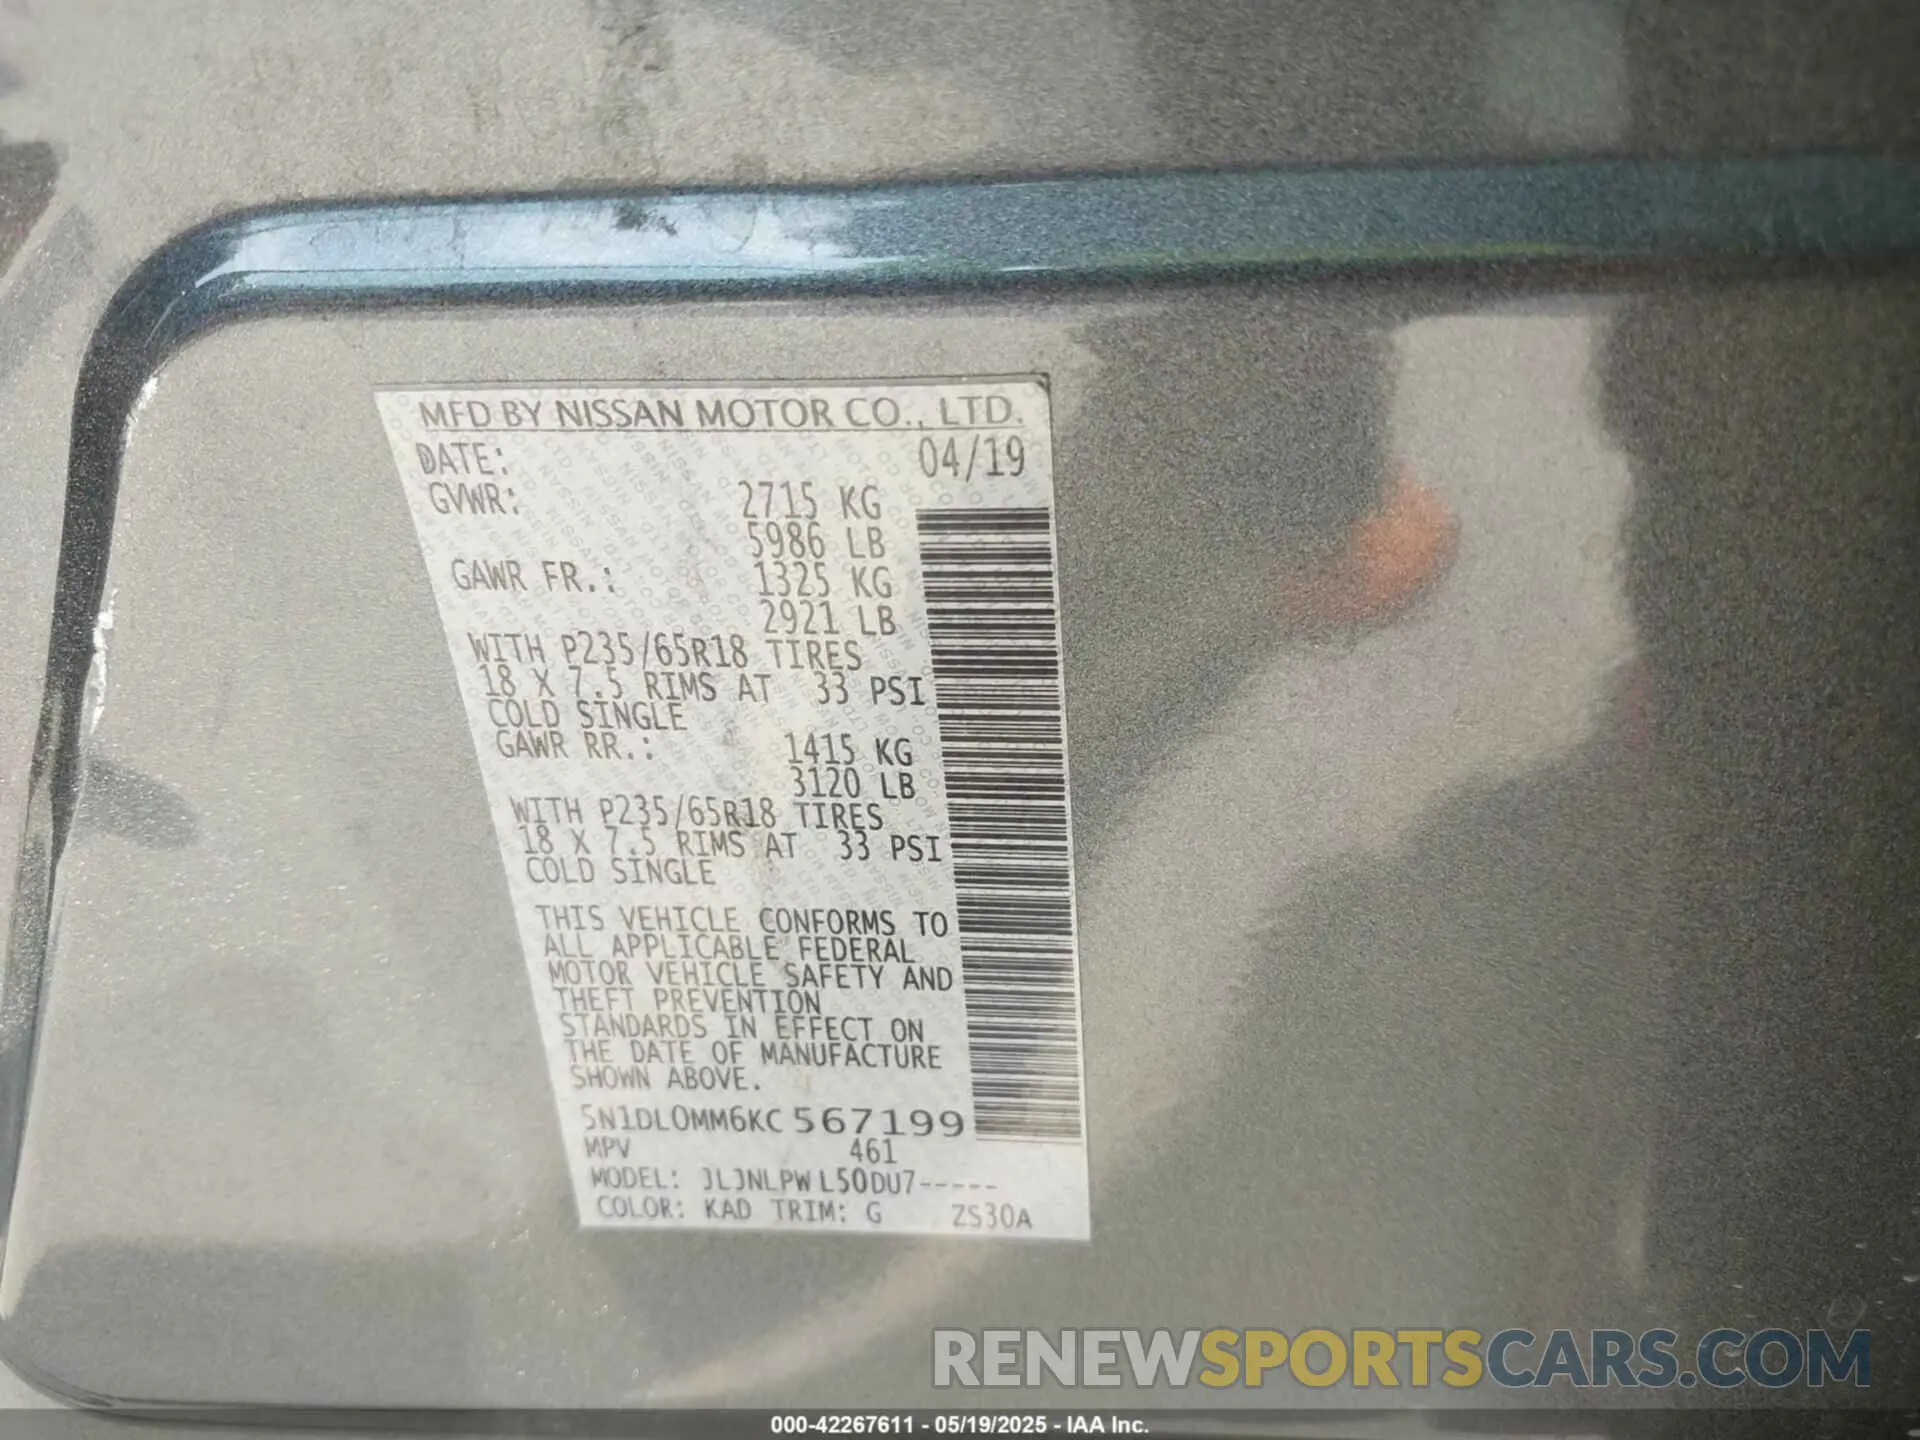 MFD BY NISSAN MOTOR CO., LTD.
DATE: 04/19
GVWR: 2715 KG
5986 LB
GAWR FR.: 1325 KG
2921 LB
WITH P235/65R18 TIRES
18 X 7.5 RIMS AT 33 PSI
COLD SINGLE
GAWR RR.: 1415 KG
3120 LB
WITH P235/65R18 TIRES
18 X 7.5 RIMS AT 33 PSI
COLD SINGLE
THIS VEHICLE CONFORMS TO
ALL APPLICABLE FEDERAL
MOTOR VEHICLE SAFETY AND
THEFT PREVENTION
STANDARDS IN EFFECT ON
THE DATE OF MANUFACTURE
SHOWN ABOVE.
5N1DL0MM6KC567199
MPV 461
MODEL: JLJNLPWL50DU7-----
COLOR: KAD TRIM: G ZS30A
RENEWSPORTSCARS.COM
000-42267611 - 05/19/2025 - IAA Inc.